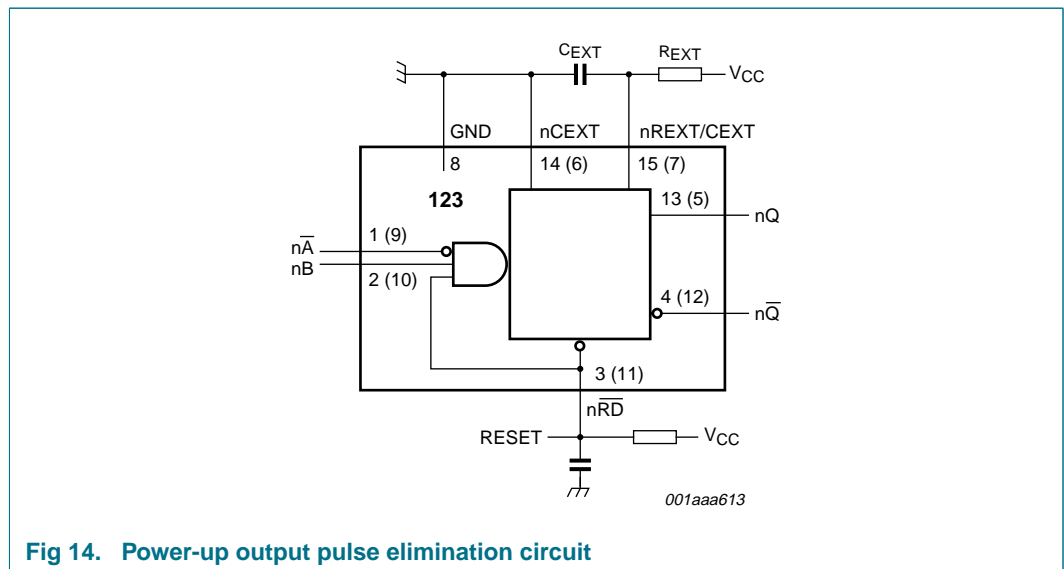 CEXT
REXT
VCC
GND
nCEXT
nREXT/CEXT
8
14 (6)
15 (7)
123
13 (5)
nQ
1 (9)
nA̅
nB
2 (10)
4 (12)
nQ̅
3 (11)
nR̅D̅
RESET
VCC
001aaa613
Fig 14. Power-up output pulse elimination circuit